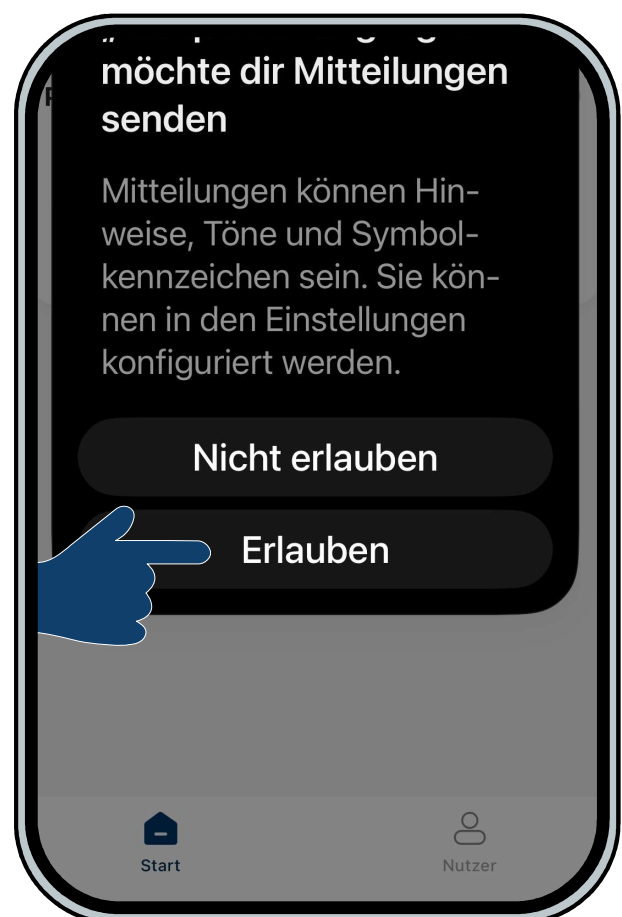 möchte dir Mitteilungen
senden
Mitteilungen können Hin-
weise, Töne und Symbol-
kennzeichen sein. Sie kön-
nen in den Einstellungen
konfiguriert werden.
Nicht erlauben
Erlauben
Start
Nutzer